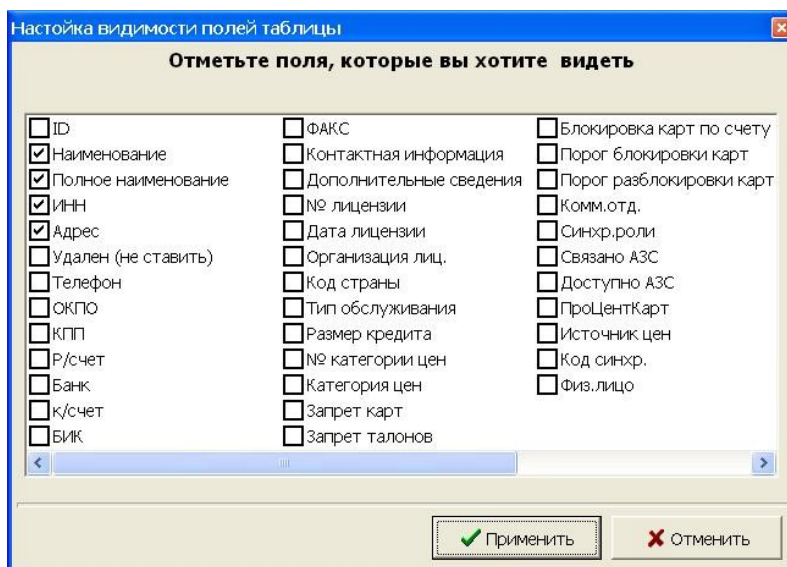 Настойка видимости полей таблицы
Отметьте поля, которые вы хотите видеть
ID
Наименование
Полное наименование
ИНН
Адрес
Удален (не ставить)
Телефон
ОКПО
КПП
Р/счет
Банк
к/счет
БИК
ФАКС
Контактная информация
Дополнительные сведения
№ лицензии
Дата лицензии
Организация лиц.
Код страны
Тип обслуживания
Размер кредита
№ категории цен
Категория цен
Запрет карт
Запрет талонов
Блокировка карт по счету
Порог блокировки карт
Порог разблокировки карт
Комм.отд.
Синхр.роли
Связано АЗС
Доступно АЗС
ПроЦентКарт
Источник цен
Код синхр.
Физ.лицо
Применить
Отменить